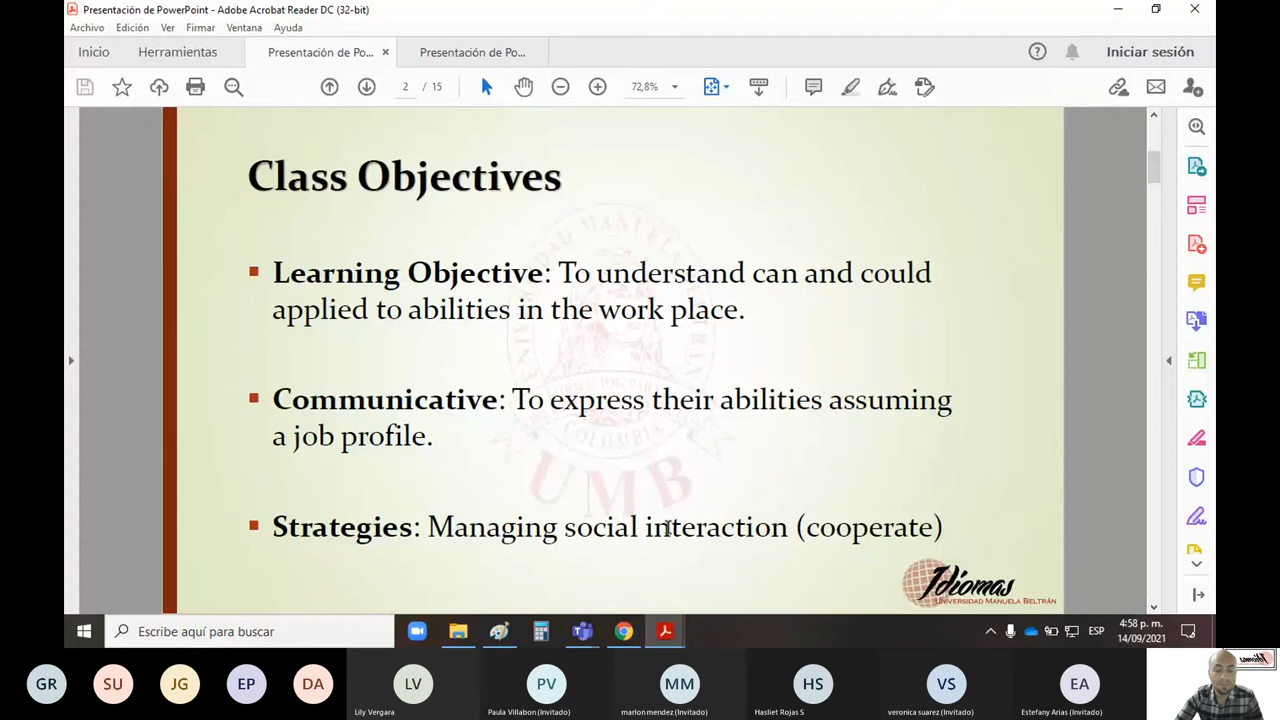 Presentación de PowerPoint - Adobe Acrobat Reader DC (32-bit)
Archivo Edición Ver Firmar Ventana Ayuda
Inicio Herramientas Presentación de Po... Presentación de Po... Iniciar sesión
2 / 15 72,8%
Class Objectives
Learning Objective: To understand can and could
applied to abilities in the work place.
Communicative: To express their abilities assuming
a job profile.
Strategies: Managing social interaction (cooperate)
UNIVERSIDAD MANUELA BELTRAN
COLOMBIA
UMB
Idiomas
UNIVERSIDAD MANUELA BELTRÁN
Escribe aquí para buscar
ESP
4:58 p. m.
14/09/2021
GR SU JG EP DA LV PV MM HS VS EA
Lily Vergara Paula Villabon (Invitado) marlon mendez (Invitado) Hasliet Rojas S veronica suarez (Invitado) Estefany Arias (Invitado)